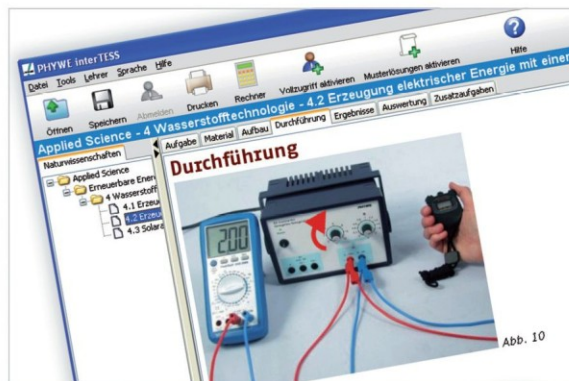 PHYWE interTESS
Datei Tools Lehrer Sprache Hilfe
Öffnen Speichern Abmelden Drucken Rechner Vollzugriff aktivieren Musterlösungen aktivieren Hilfe
Applied Science - 4 Wasserstofftechnologie - 4.2 Erzeugung elektrischer Energie mit einer
Naturwissenschaften
Aufgabe Material Aufbau Durchführung Ergebnisse Auswertung Zusatzaufgaben
Applied Science
Erneuerbare Ener
4 Wasserstoff
4.1 Erzeu
4.2 Erzeu
4.3 Solara
Durchführung
200
Abb. 10